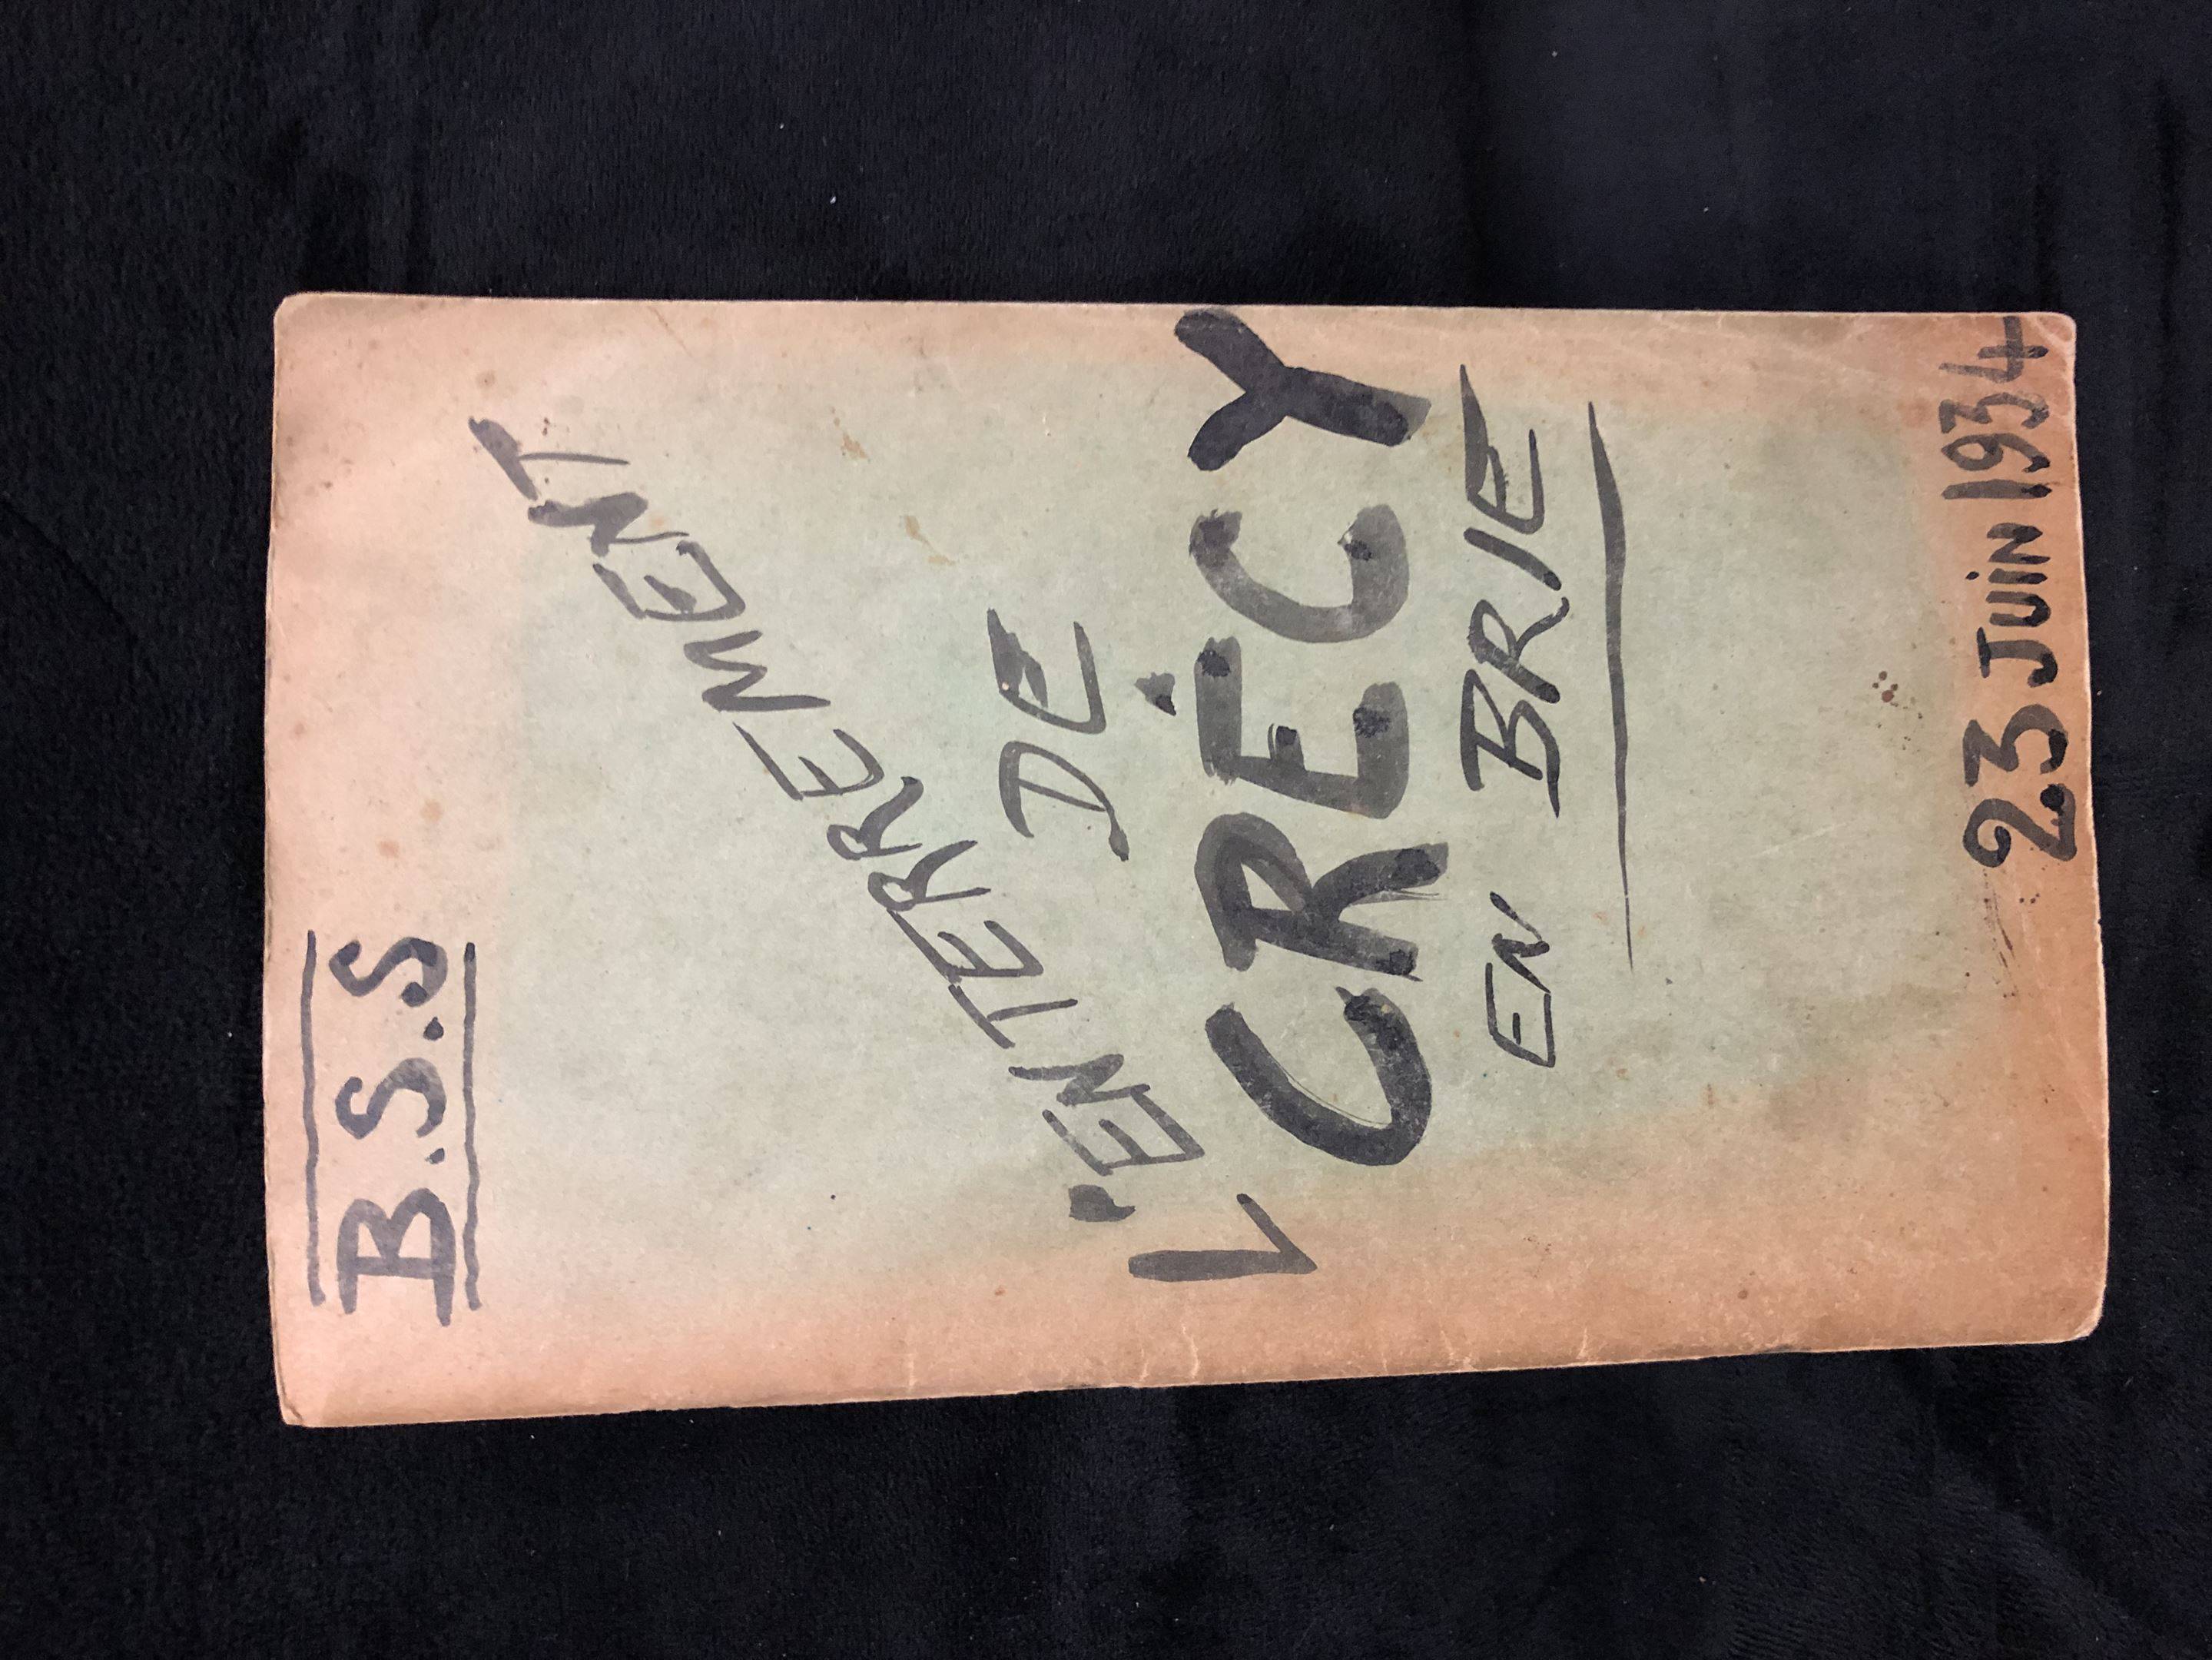 B.S.S
L'ENTERREMENT
DE
CRÉCY
EN BRIE
23 JUIN 1934